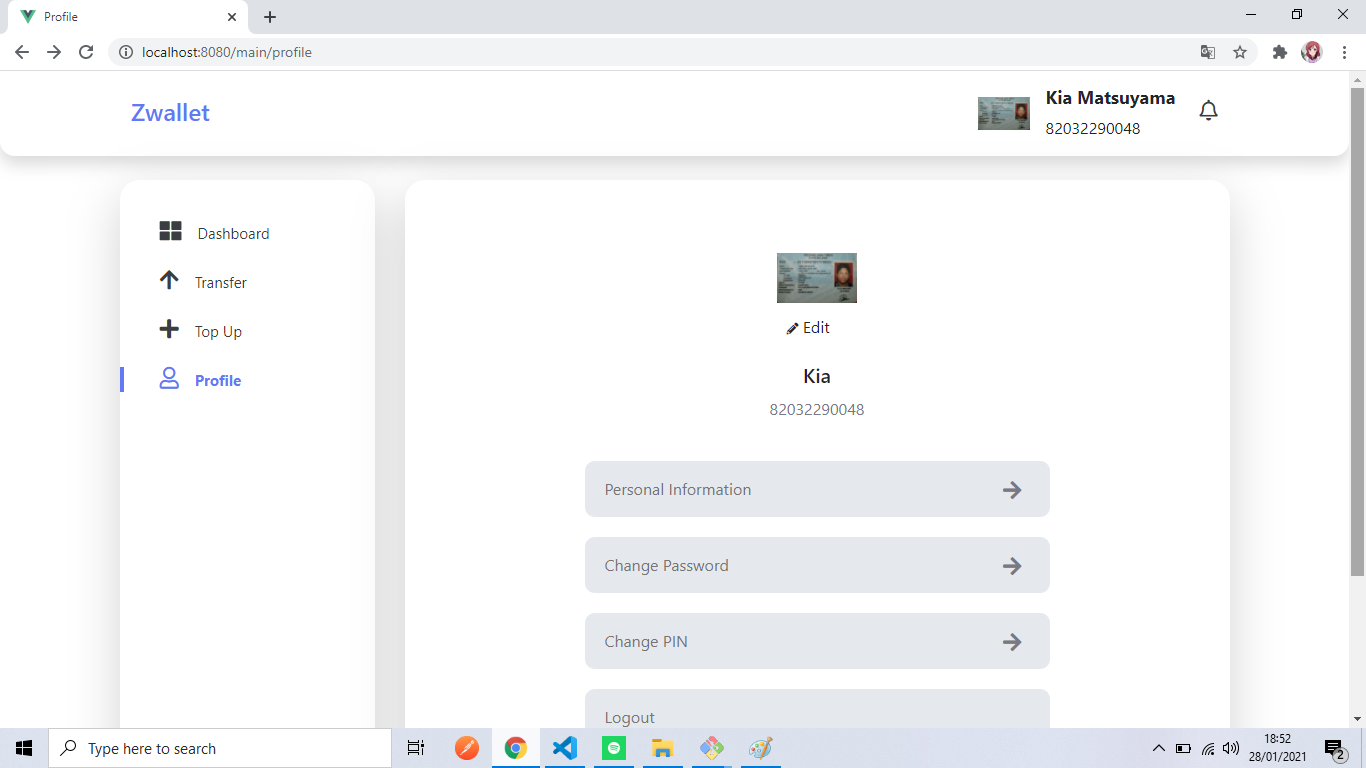 Profile
localhost:8080/main/profile
Zwallet
Kia Matsuyama
82032290048
Dashboard
Transfer
Top Up
Profile
Edit
Kia
82032290048
Personal Information
Change Password
Change PIN
Logout
Type here to search
18:52
28/01/2021
2